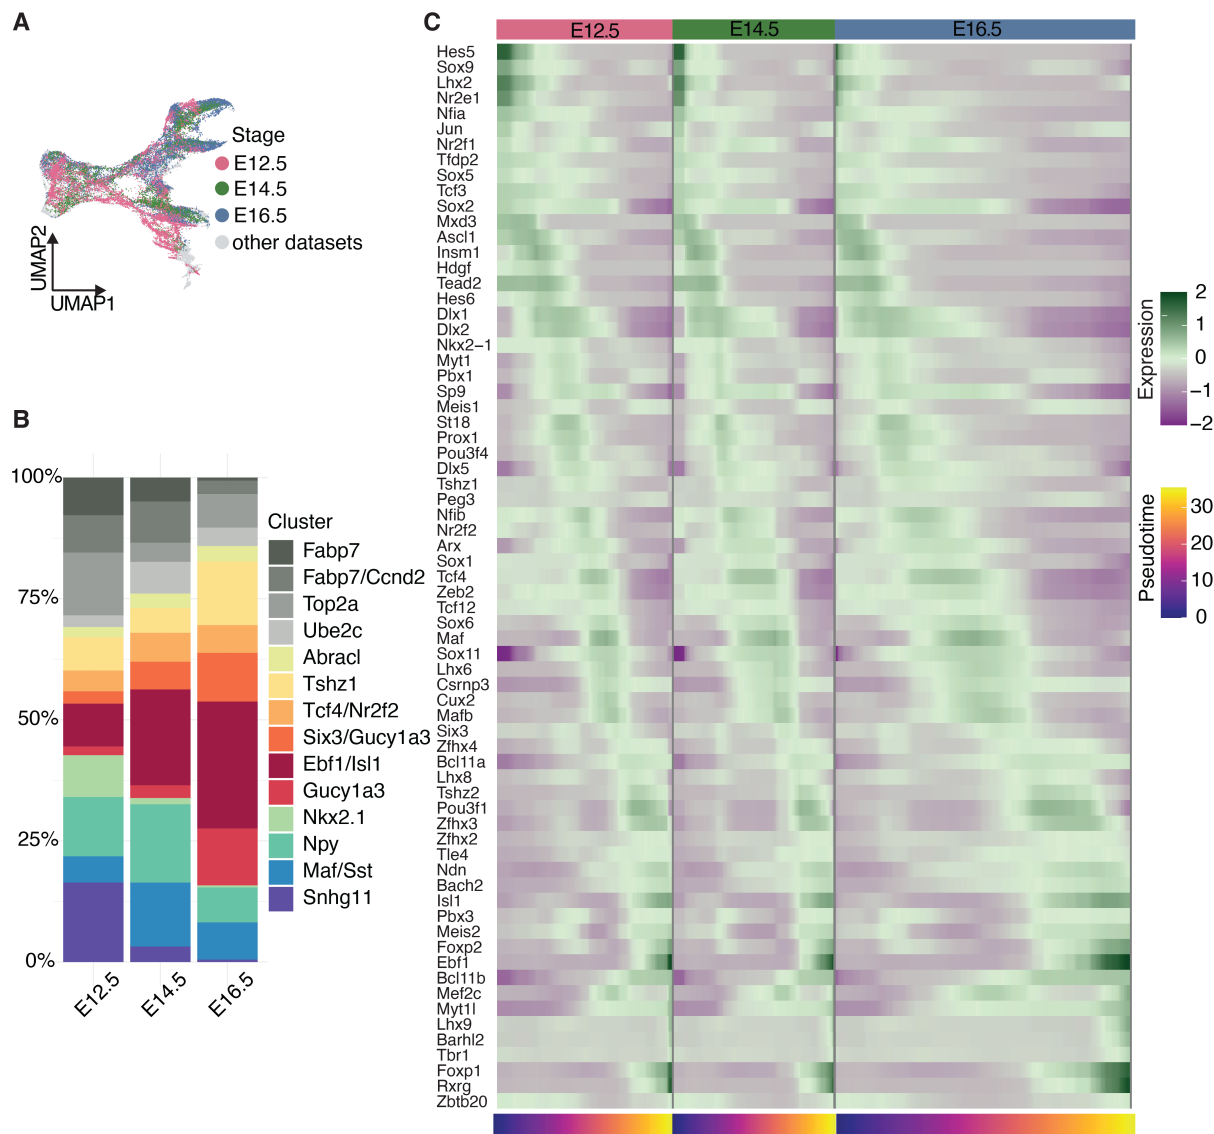 A
Stage
E12.5
E14.5
E16.5
other datasets
UMAP2
UMAP1
B
100%
75%
50%
25%
0%
E12.5
E14.5
E16.5
Cluster
Fabp7
Fabp7/Ccnd2
Top2a
Ube2c
Abracl
Tshz1
Tcf4/Nr2f2
Six3/Gucy1a3
Ebf1/Isl1
Gucy1a3
Nkx2.1
Npy
Maf/Sst
Snhg11
C
E12.5
E14.5
E16.5
Hes5
Sox9
Lhx2
Nr2e1
Nfia
Jun
Nr2f1
Tfdp2
Sox5
Tcf3
Sox2
Mxd3
Ascl1
Insm1
Hdgf
Tead2
Hes6
Dlx1
Dlx2
Nkx2−1
Myt1
Pbx1
Sp9
Meis1
St18
Prox1
Pou3f4
Dlx5
Tshz1
Peg3
Nfib
Nr2f2
Arx
Sox1
Tcf4
Zeb2
Tcf12
Sox6
Maf
Sox11
Lhx6
Csrnp3
Cux2
Mafb
Six3
Zfhx4
Bcl11a
Lhx8
Tshz2
Pou3f1
Zfhx3
Zfhx2
Tle4
Ndn
Bach2
Isl1
Pbx3
Meis2
Foxp2
Ebf1
Bcl11b
Mef2c
Myt1l
Lhx9
Barhl2
Tbr1
Foxp1
Rxrg
Zbtb20
Expression
2
1
0
−1
−2
Pseudotime
30
20
10
0